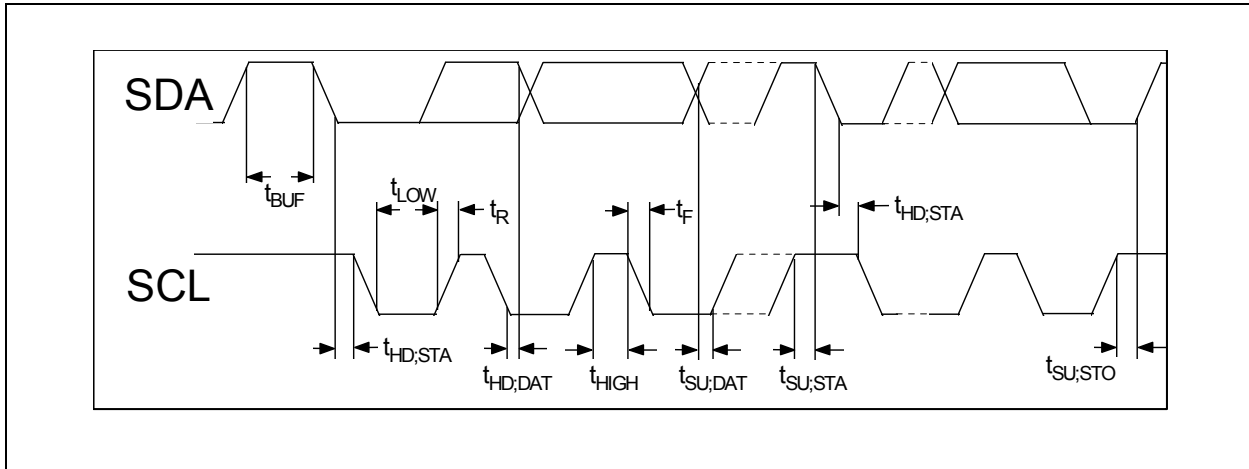 SDA
tBUF
tLOW
tR
tF
tHD;STA
SCL
tHD;STA
tHD;DAT
tHIGH
tSU;DAT
tSU;STA
tSU;STO